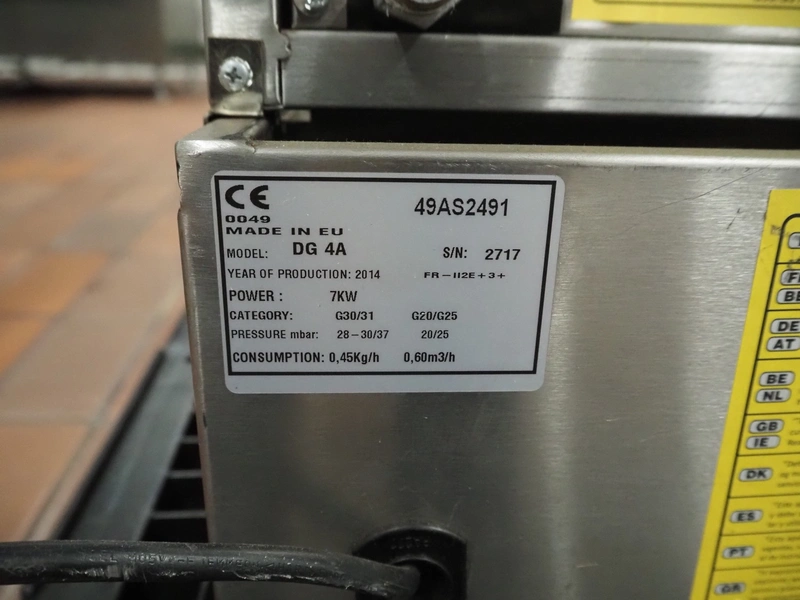 CE
0049
49AS2491
MADE IN EU
MODEL: DG 4A S/N: 2717
YEAR OF PRODUCTION: 2014 FR-II2E+3+
POWER: 7KW
CATEGORY: G30/31 G20/G25
PRESSURE mbar: 28-30/37 20/25
CONSUMPTION: 0,45Kg/h 0,60m3/h
DE
AT
BE
NL
GB
IE
DK
ES
PT
GR